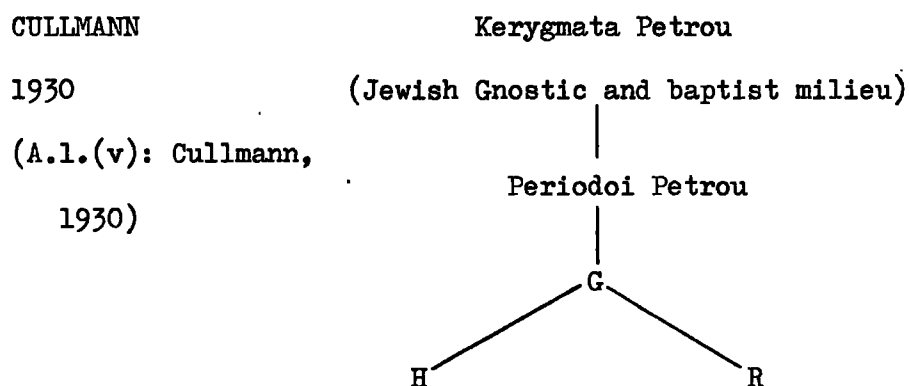 CULLMANN Kerygmata Petrou
1930 (Jewish Gnostic and baptist milieu)
(A.1.(v): Cullmann,
Periodoi Petrou
1930)
G
H R